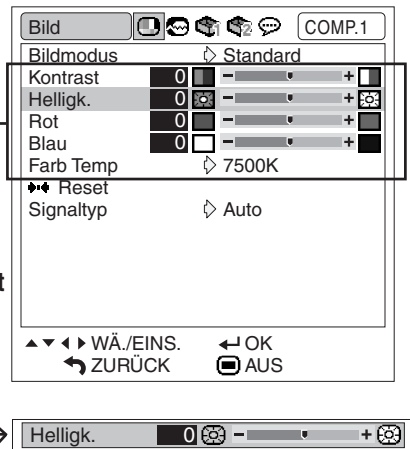 Bild COMP.1
Bildmodus Standard
Kontrast 0 - +
Helligk. 0 - +
Rot 0 - +
Blau 0 - +
Farb Temp 7500K
Reset
Signaltyp Auto
t
WÄ./EINS. OK
ZURÜCK AUS
Helligk. 0 - +